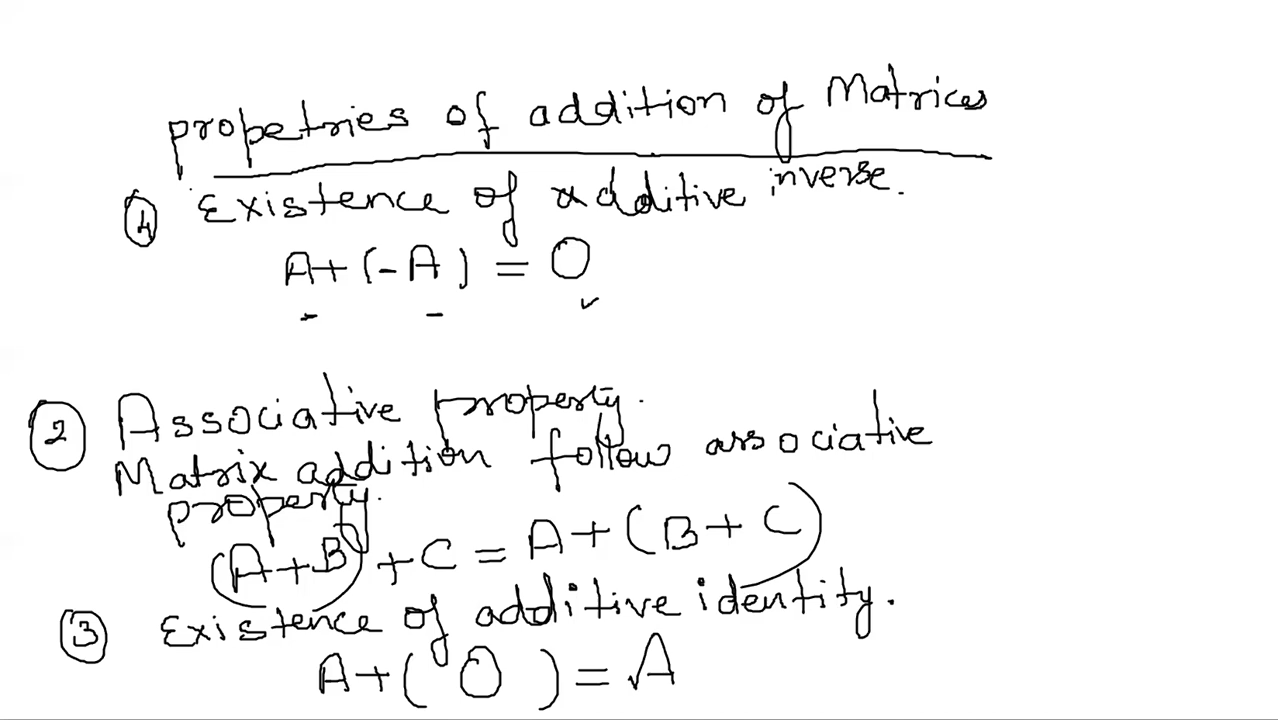 propetries of addition of Matrices
① Existence of additive inverse.
A+(-A) = O
② Associative property.
Matrix addition follow associative
property.
(A+B)+C = A+(B+C)
③ Existence of additive identity.
A+( O ) = A